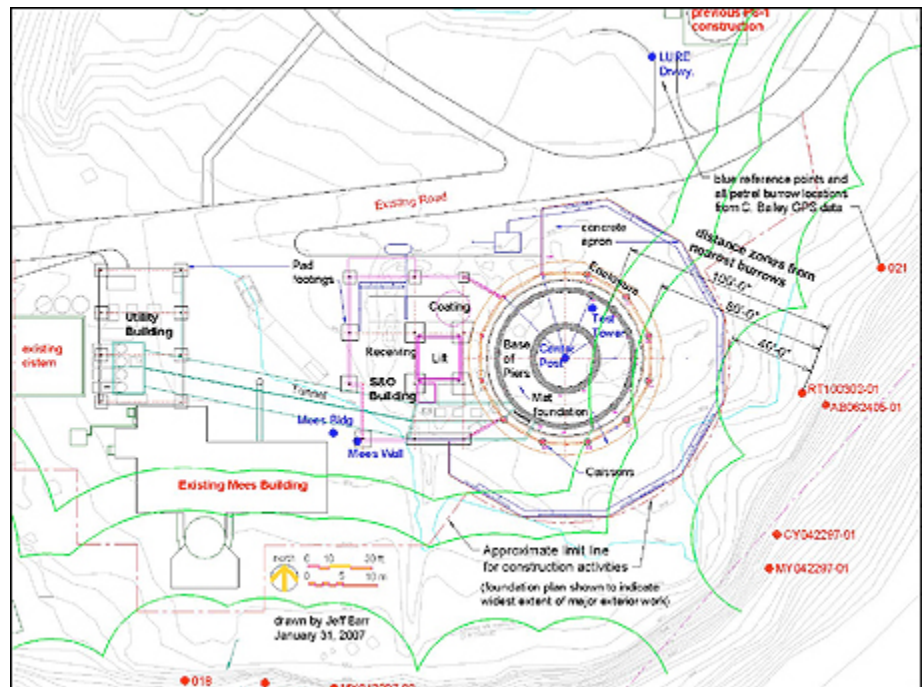 previous PS-1
construction
LURE
Drwy.
blue reference points and
all petrel burrow locations
from C. Bailey GPS data
Existing Road
concrete
apron
distance zones from
nearest burrows
021
Enclosure
100'-0"
80'-0"
40'-0"
Pad
footings
Coating
Utility
Building
Test
Tower
existing
cistern
Receiving
Lift
Base
of
Piers
Center
Post
S&O
Building
Mat
foundation
Tunnel
RT100303-01
AB062405-01
Mees Bldg
Mees Wall
Caissons
Existing Mees Building
CY042297-01
MY042297-01
Approximate limit line
for construction activities
(foundation plan shown to indicate
widest extent of major exterior work)
north
0 10 20 ft
0 5 10 m
drawn by Jeff Barr
January 31, 2007
018